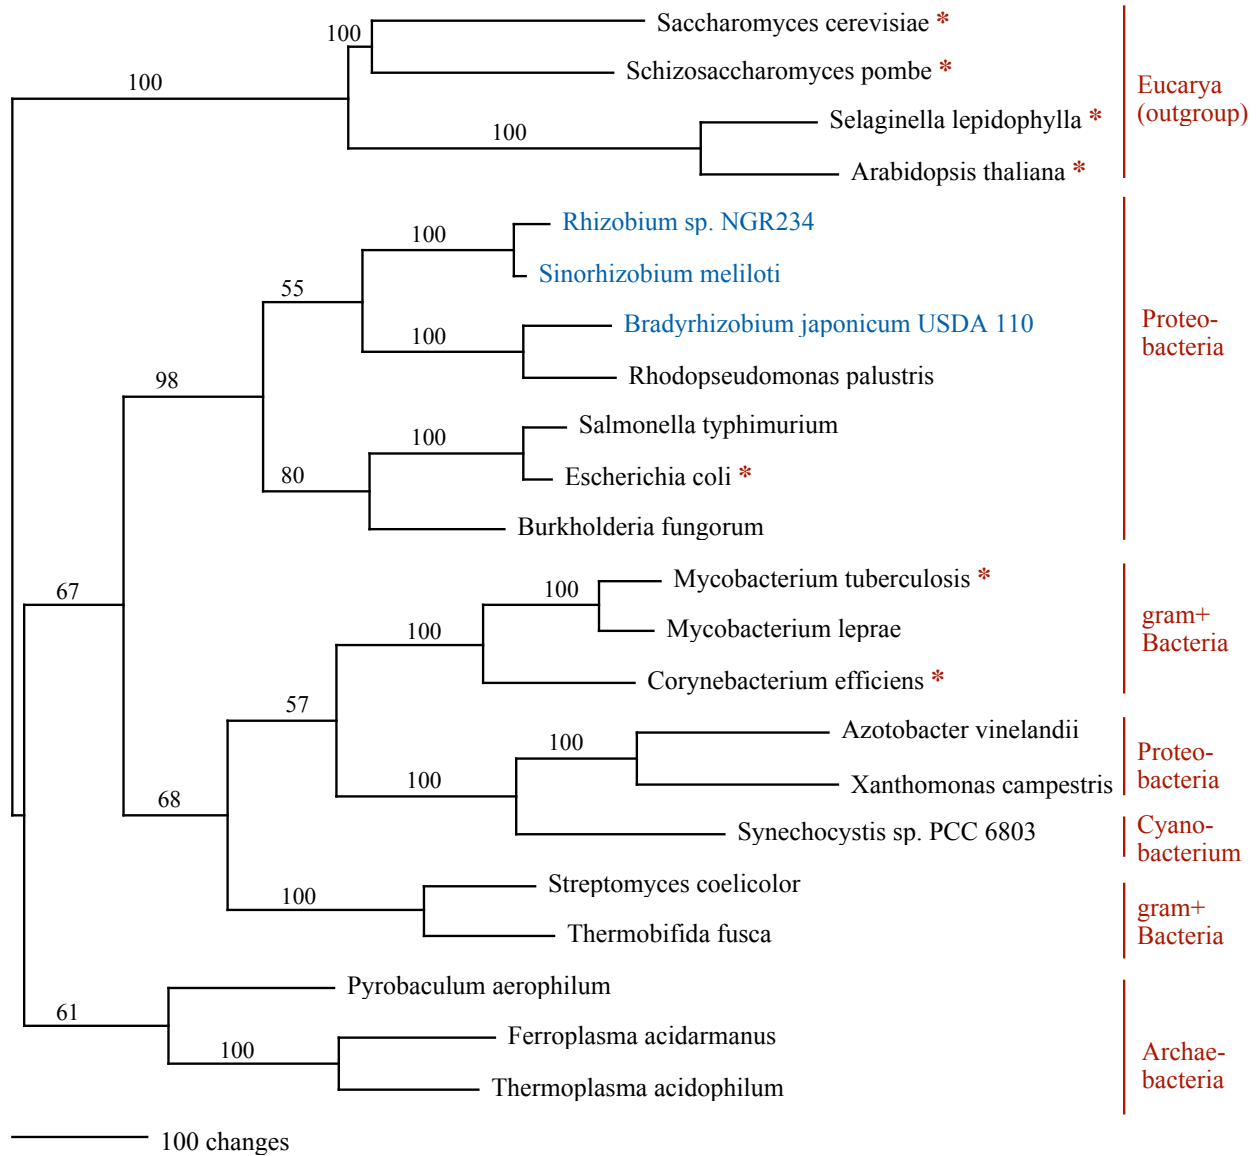 100
Saccharomyces cerevisiae *
Schizosaccharomyces pombe *
100
Eucarya
(outgroup)
Selaginella lepidophylla *
100
Arabidopsis thaliana *
Rhizobium sp. NGR234
100
Sinorhizobium meliloti
55
Bradyrhizobium japonicum USDA 110
100
Rhodopseudomonas palustris
Proteo-
bacteria
98
Salmonella typhimurium
100
Escherichia coli *
80
Burkholderia fungorum
67
Mycobacterium tuberculosis *
100
Mycobacterium leprae
100
Corynebacterium efficiens *
gram+
Bacteria
57
Azotobacter vinelandii
100
Xanthomonas campestris
Proteo-
bacteria
100
68
Synechocystis sp. PCC 6803
Cyano-
bacterium
Streptomyces coelicolor
100
Thermobifida fusca
gram+
Bacteria
Pyrobaculum aerophilum
61
Ferroplasma acidarmanus
100
Thermoplasma acidophilum
Archae-
bacteria
100 changes